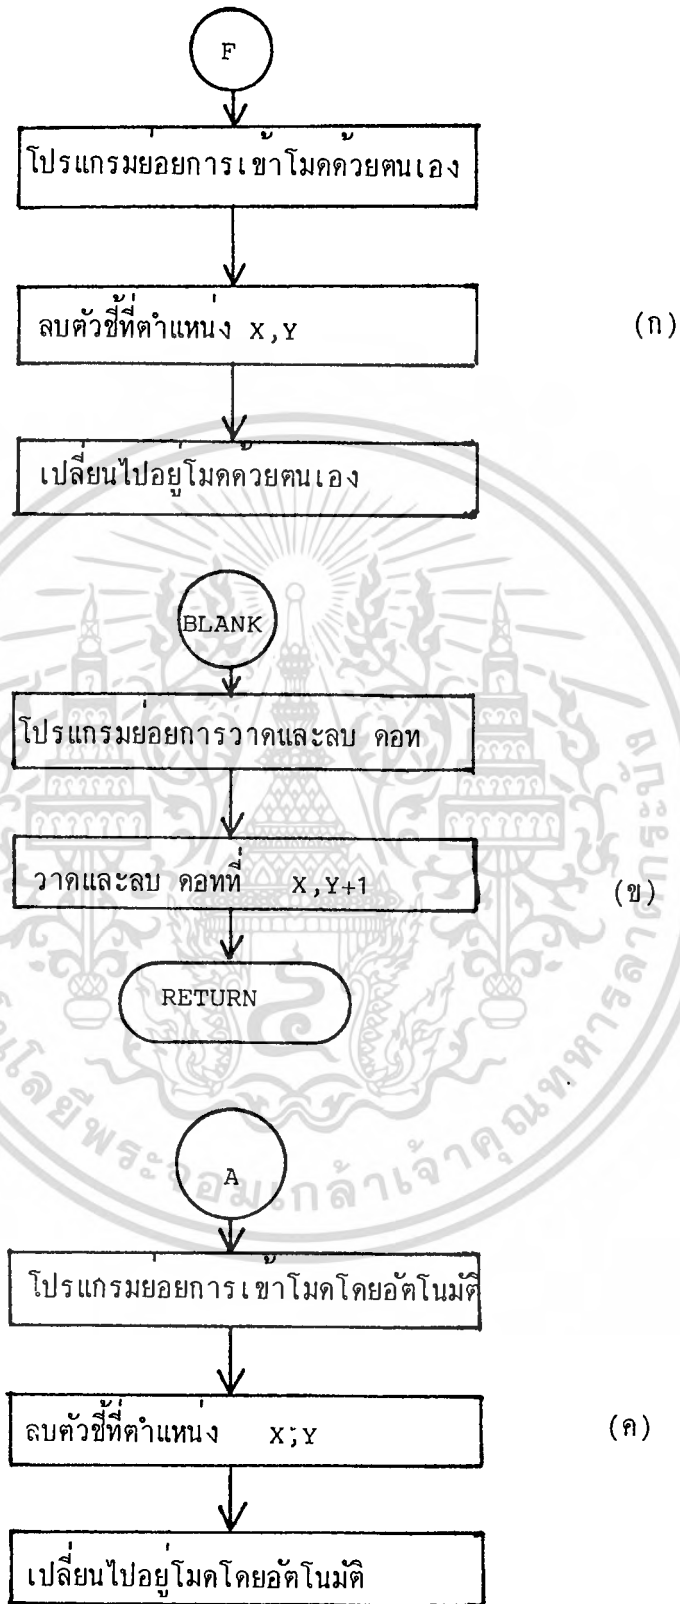 F
โปรแกรมย่อยการเข้าโมดด้วยตนเอง
ลบตัวชี้ที่ตำแหน่ง X,Y
(ก)
เปลี่ยนไปอยู่โมดด้วยตนเอง
BLANK
โปรแกรมย่อยการวาดและลบ ดอท
วาดและลบ ดอทที่ X,Y+1
(ข)
RETURN
A
โปรแกรมย่อยการเข้าโมดโดยอัตโนมัติ
ลบตัวชี้ที่ตำแหน่ง X;Y
(ค)
เปลี่ยนไปอยู่โมดโดยอัตโนมัติ